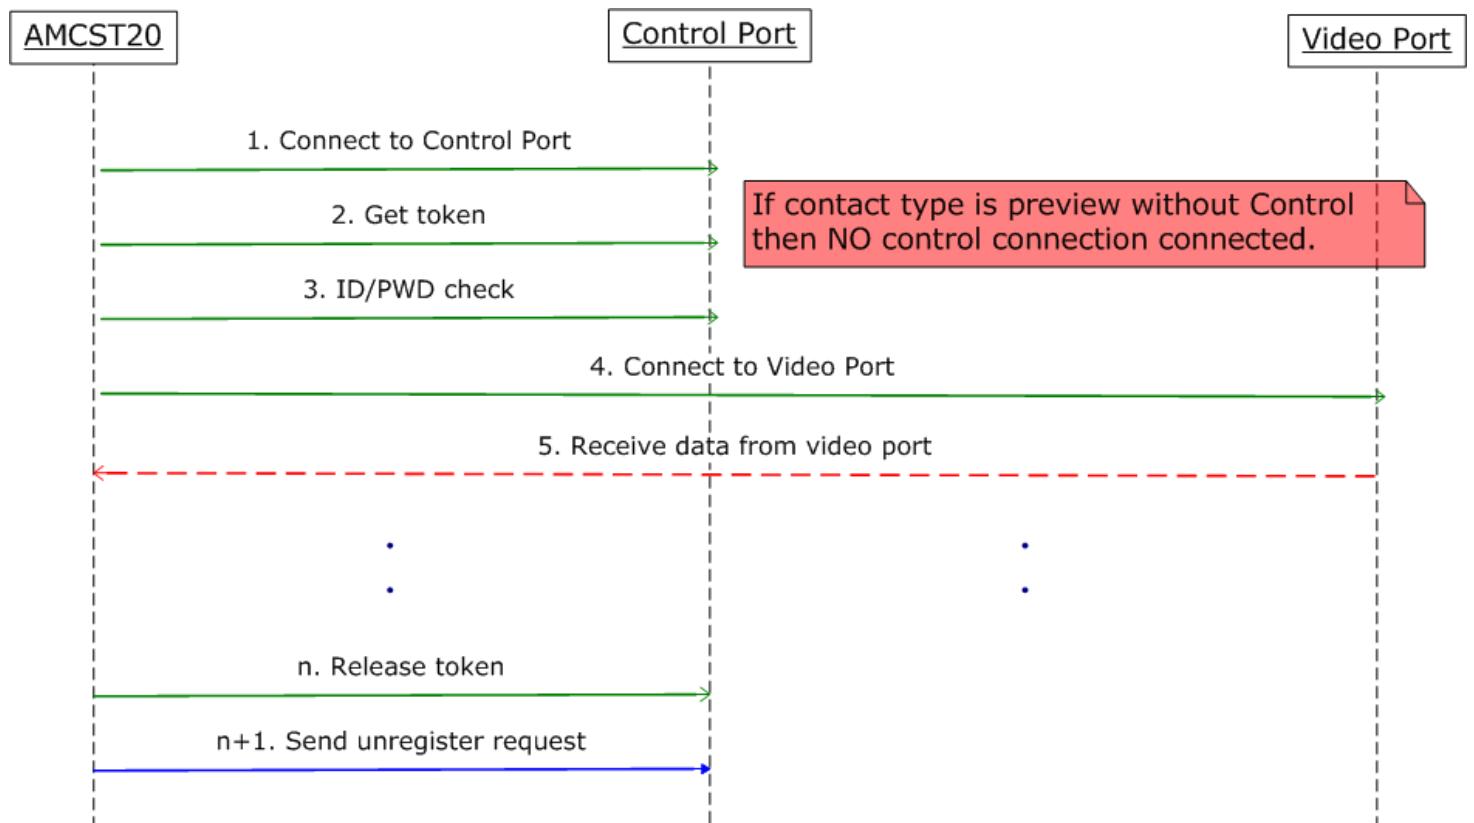 AMCST20
Control Port
Video Port
1. Connect to Control Port
2. Get token
If contact type is preview without Control
then NO control connection connected.
3. ID/PWD check
4. Connect to Video Port
5. Receive data from video port
n. Release token
n+1. Send unregister request